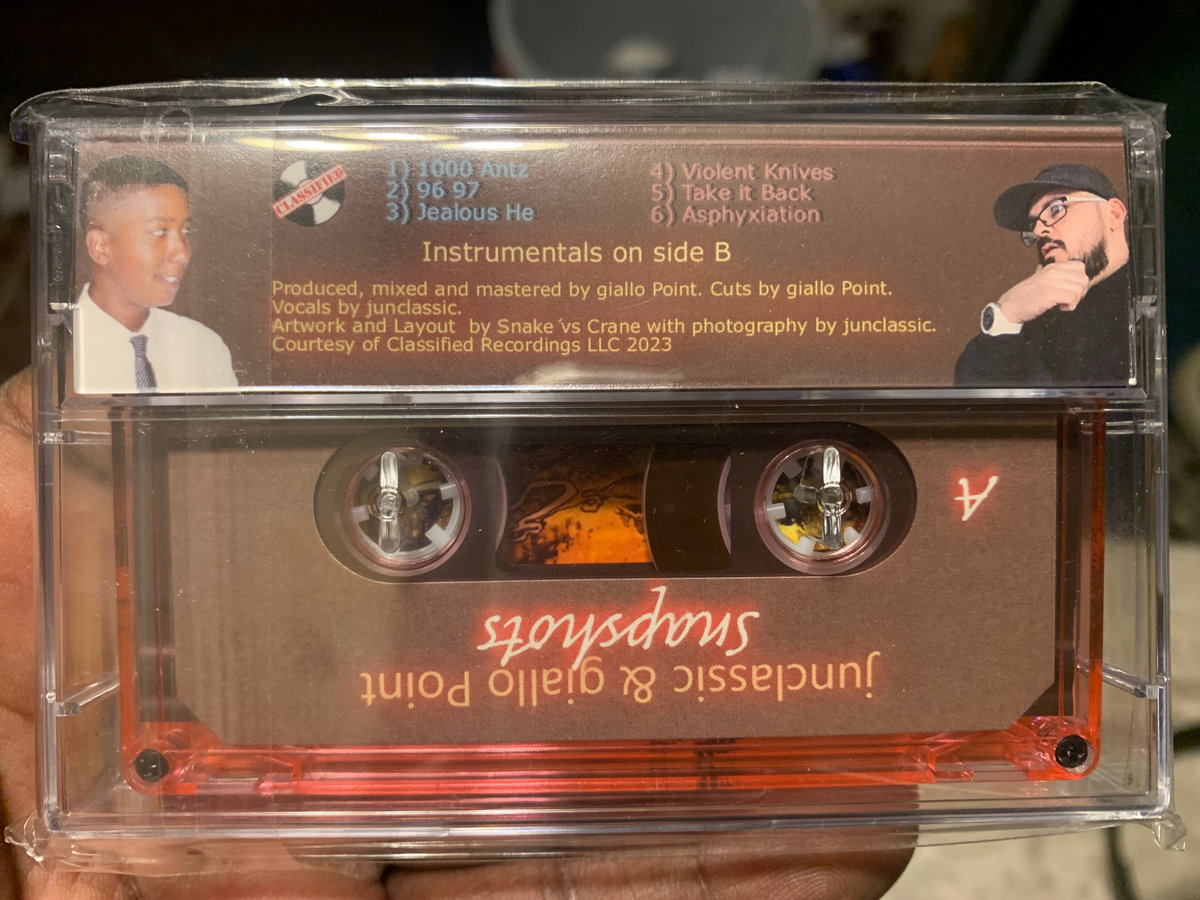 CLASSIFIED
1) 1000 Antz
2) 96 97
3) Jealous He
4) Violent Knives
5) Take it Back
6) Asphyxiation
Instrumentals on side B
Produced, mixed and mastered by giallo Point. Cuts by giallo Point.
Vocals by junclassic.
Artwork and Layout by Snake vs Crane with photography by junclassic.
Courtesy of Classified Recordings LLC 2023
A
snapshots
junclassic & giallo Point